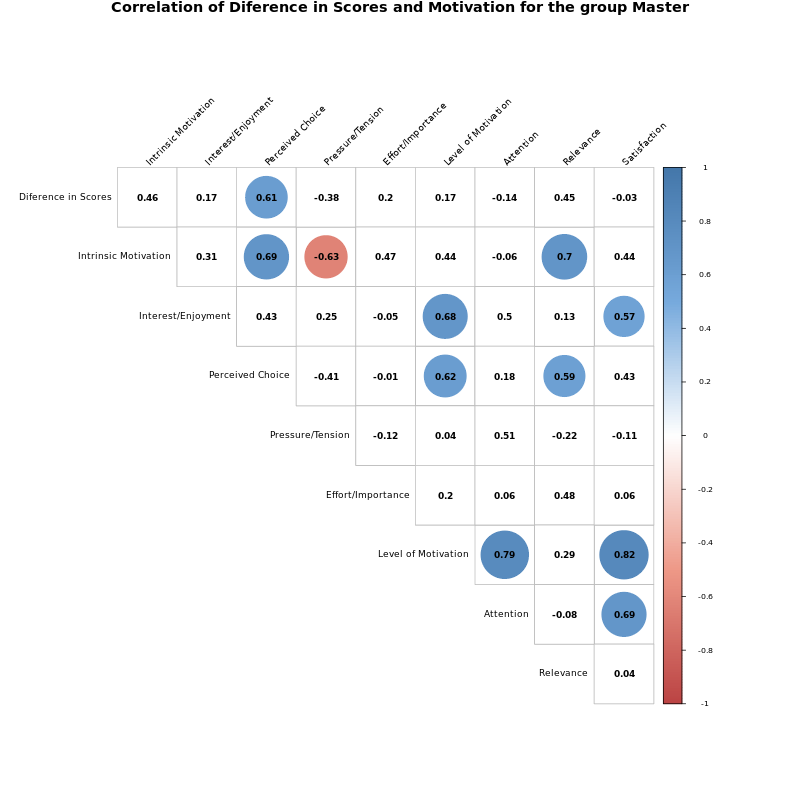 Correlation of Diference in Scores and Motivation for the group Master
Intrinsic Motivation
Interest/Enjoyment
Perceived Choice
Pressure/Tension
Effort/Importance
Level of Motivation
Attention
Relevance
Satisfaction
Diference in Scores 0.46 0.17 0.61 -0.38 0.2 0.17 -0.14 0.45 -0.03
Intrinsic Motivation 0.31 0.69 -0.63 0.47 0.44 -0.06 0.7 0.44
Interest/Enjoyment 0.43 0.25 -0.05 0.68 0.5 0.13 0.57
Perceived Choice -0.41 -0.01 0.62 0.18 0.59 0.43
Pressure/Tension -0.12 0.04 0.51 -0.22 -0.11
Effort/Importance 0.2 0.06 0.48 0.06
Level of Motivation 0.79 0.29 0.82
Attention -0.08 0.69
Relevance 0.04
1
0.8
0.6
0.4
0.2
0
-0.2
-0.4
-0.6
-0.8
-1